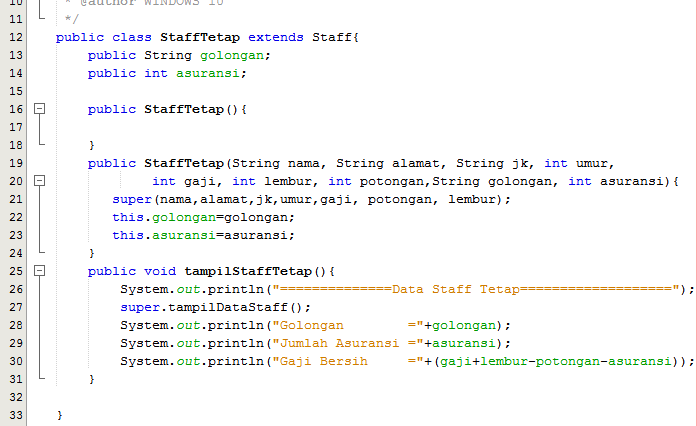 10 * @author WINDOWS 10
11 */
12 public class StaffTetap extends Staff{
13 public String golongan;
14 public int asuransi;
15
16 public StaffTetap(){
17
18 }
19 public StaffTetap(String nama, String alamat, String jk, int umur,
20 int gaji, int lembur, int potongan,String golongan, int asuransi){
21 super(nama,alamat,jk,umur,gaji, potongan, lembur);
22 this.golongan=golongan;
23 this.asuransi=asuransi;
24 }
25 public void tampilStaffTetap(){
26 System.out.println("==============Data Staff Tetap===================");
27 super.tampilDataStaff();
28 System.out.println("Golongan        ="+golongan);
29 System.out.println("Jumlah Asuransi ="+asuransi);
30 System.out.println("Gaji Bersih     ="+(gaji+lembur-potongan-asuransi));
31 }
32
33 }